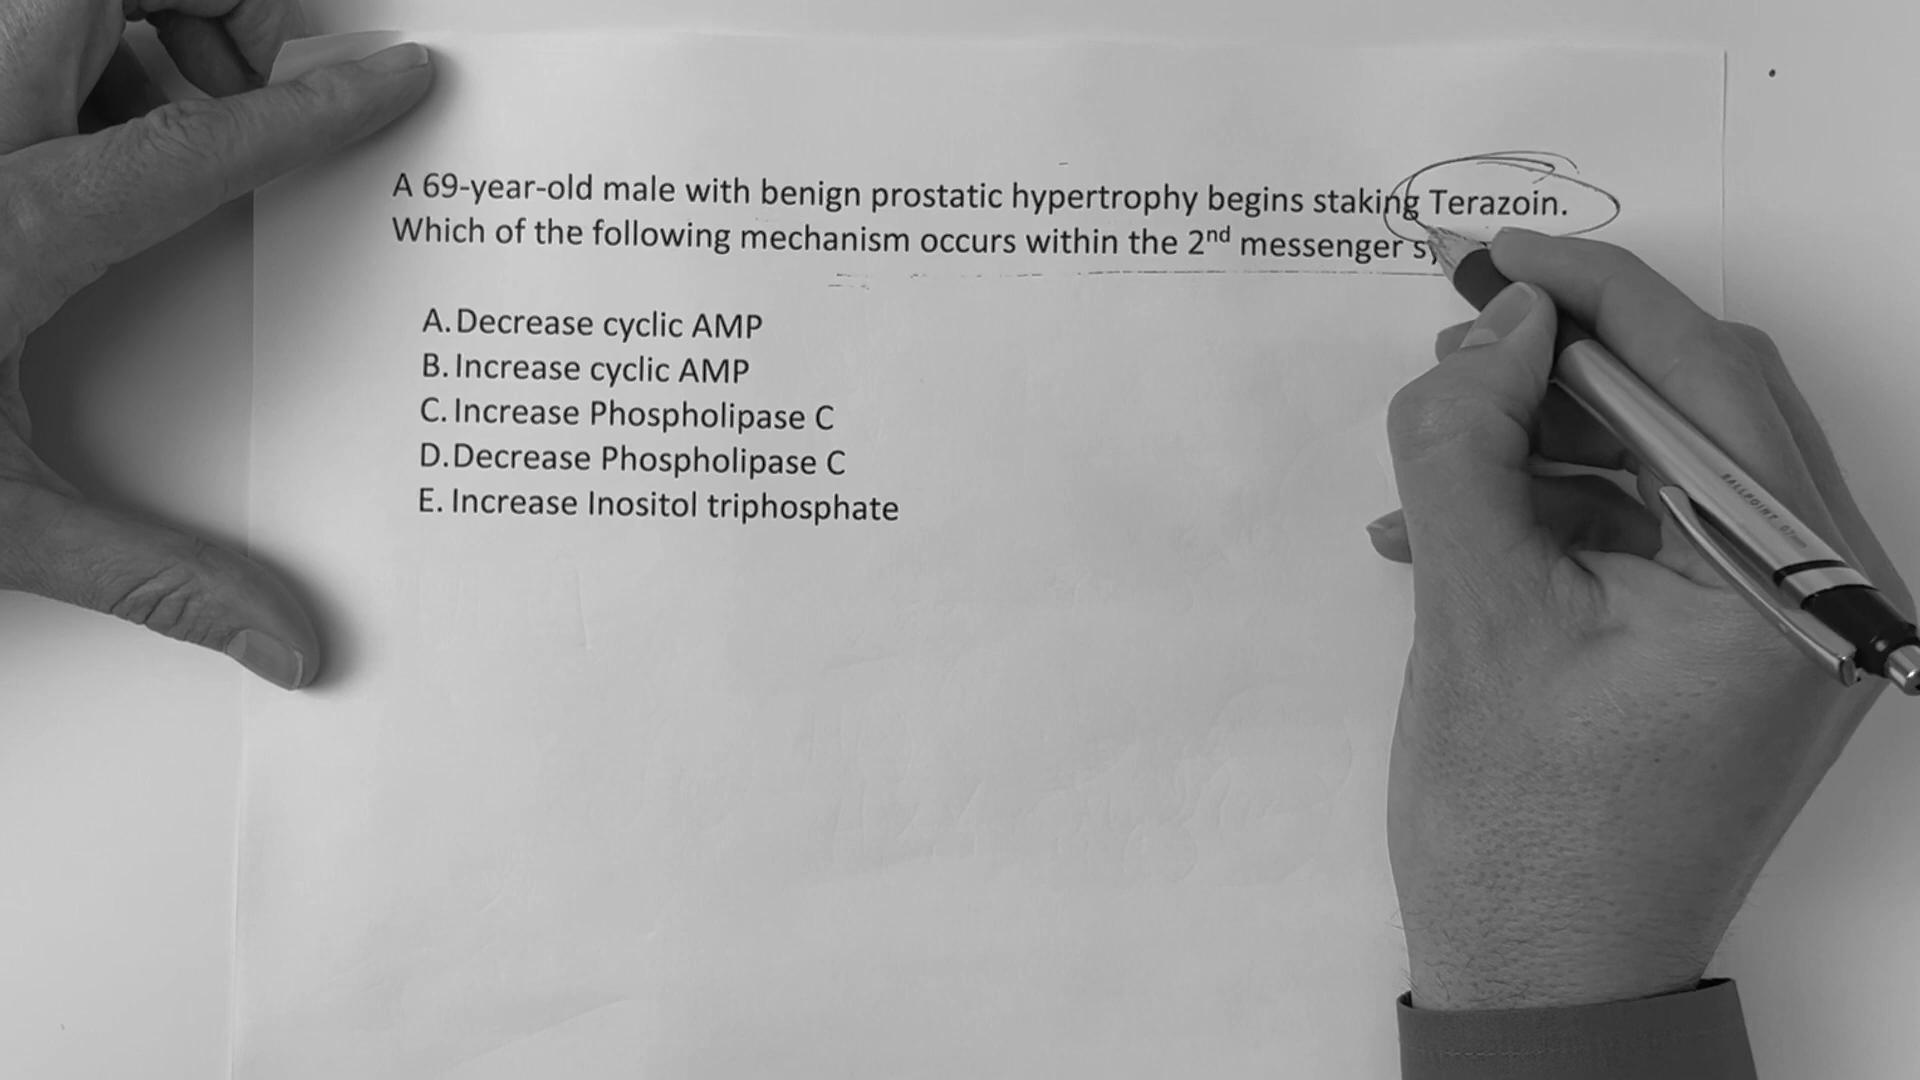 A 69-year-old male with benign prostatic hypertrophy begins staking Terazoin.
Which of the following mechanism occurs within the 2nd messenger
A. Decrease cyclic AMP
B. Increase cyclic AMP
C. Increase Phospholipase C
D. Decrease Phospholipase C
E. Increase Inositol triphosphate
BALLPOINT